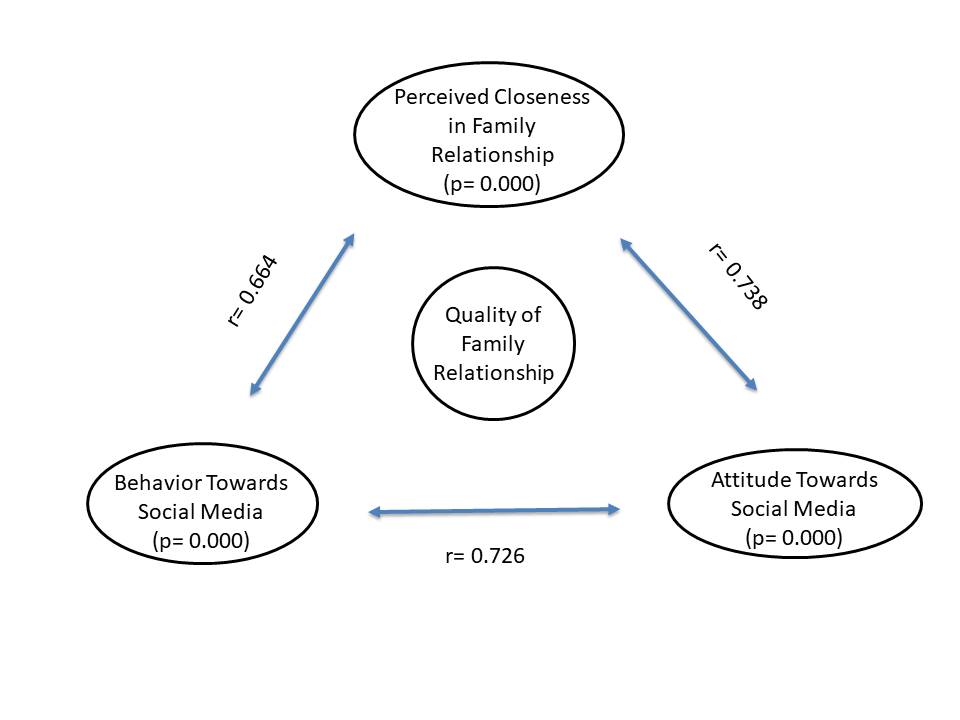 Perceived Closeness
in Family
Relationship
(p= 0.000)
r= 0.664
r= 0.738
Quality of
Family
Relationship
Behavior Towards
Social Media
(p= 0.000)
Attitude Towards
Social Media
(p= 0.000)
r= 0.726